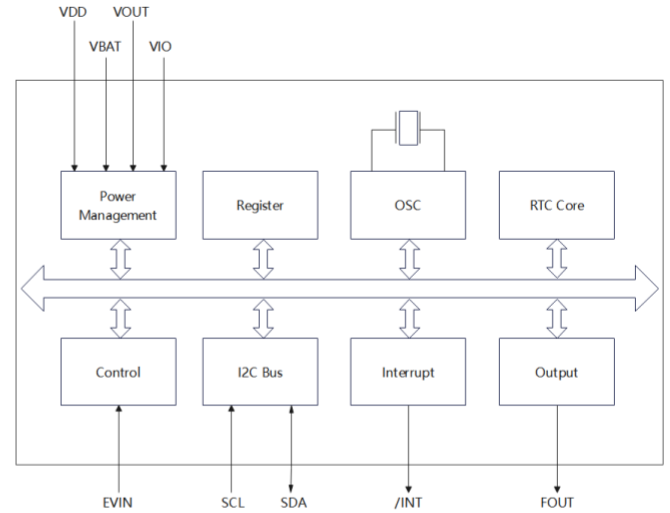 VDD VOUT
VBAT VIO
Power
Management
Register
OSC
RTC Core
Control
I2C Bus
Interrupt
Output
EVIN
SCL
SDA
/INT
FOUT